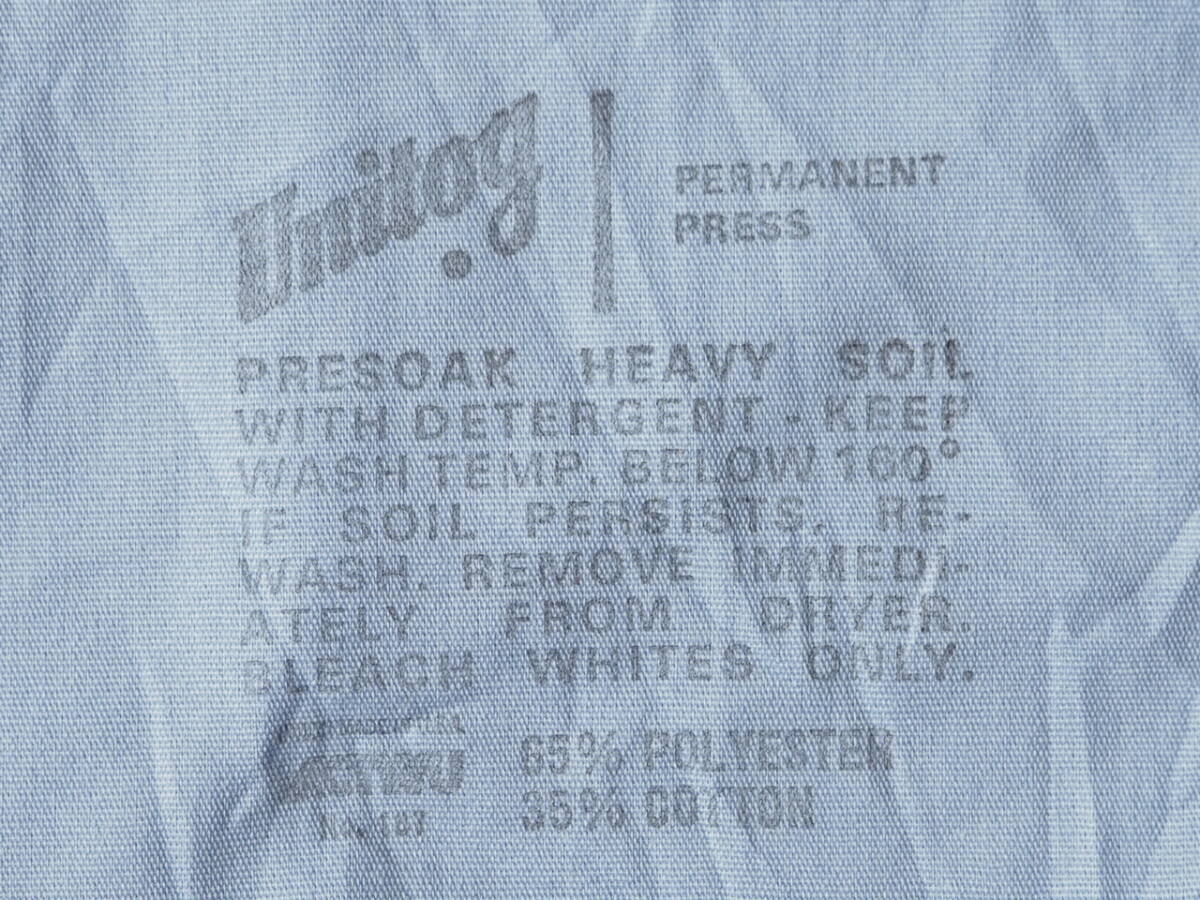 Unitog
PERMANENT
PRESS
PRESOAK HEAVY SOIL
WITH DETERGENT - KEEP
WASH TEMP. BELOW 160°
IF SOIL PERSISTS, RE-
WASH. REMOVE IMMEDI-
ATELY FROM DRYER.
BLEACH WHITES ONLY.
65% POLYESTER
35% COTTON